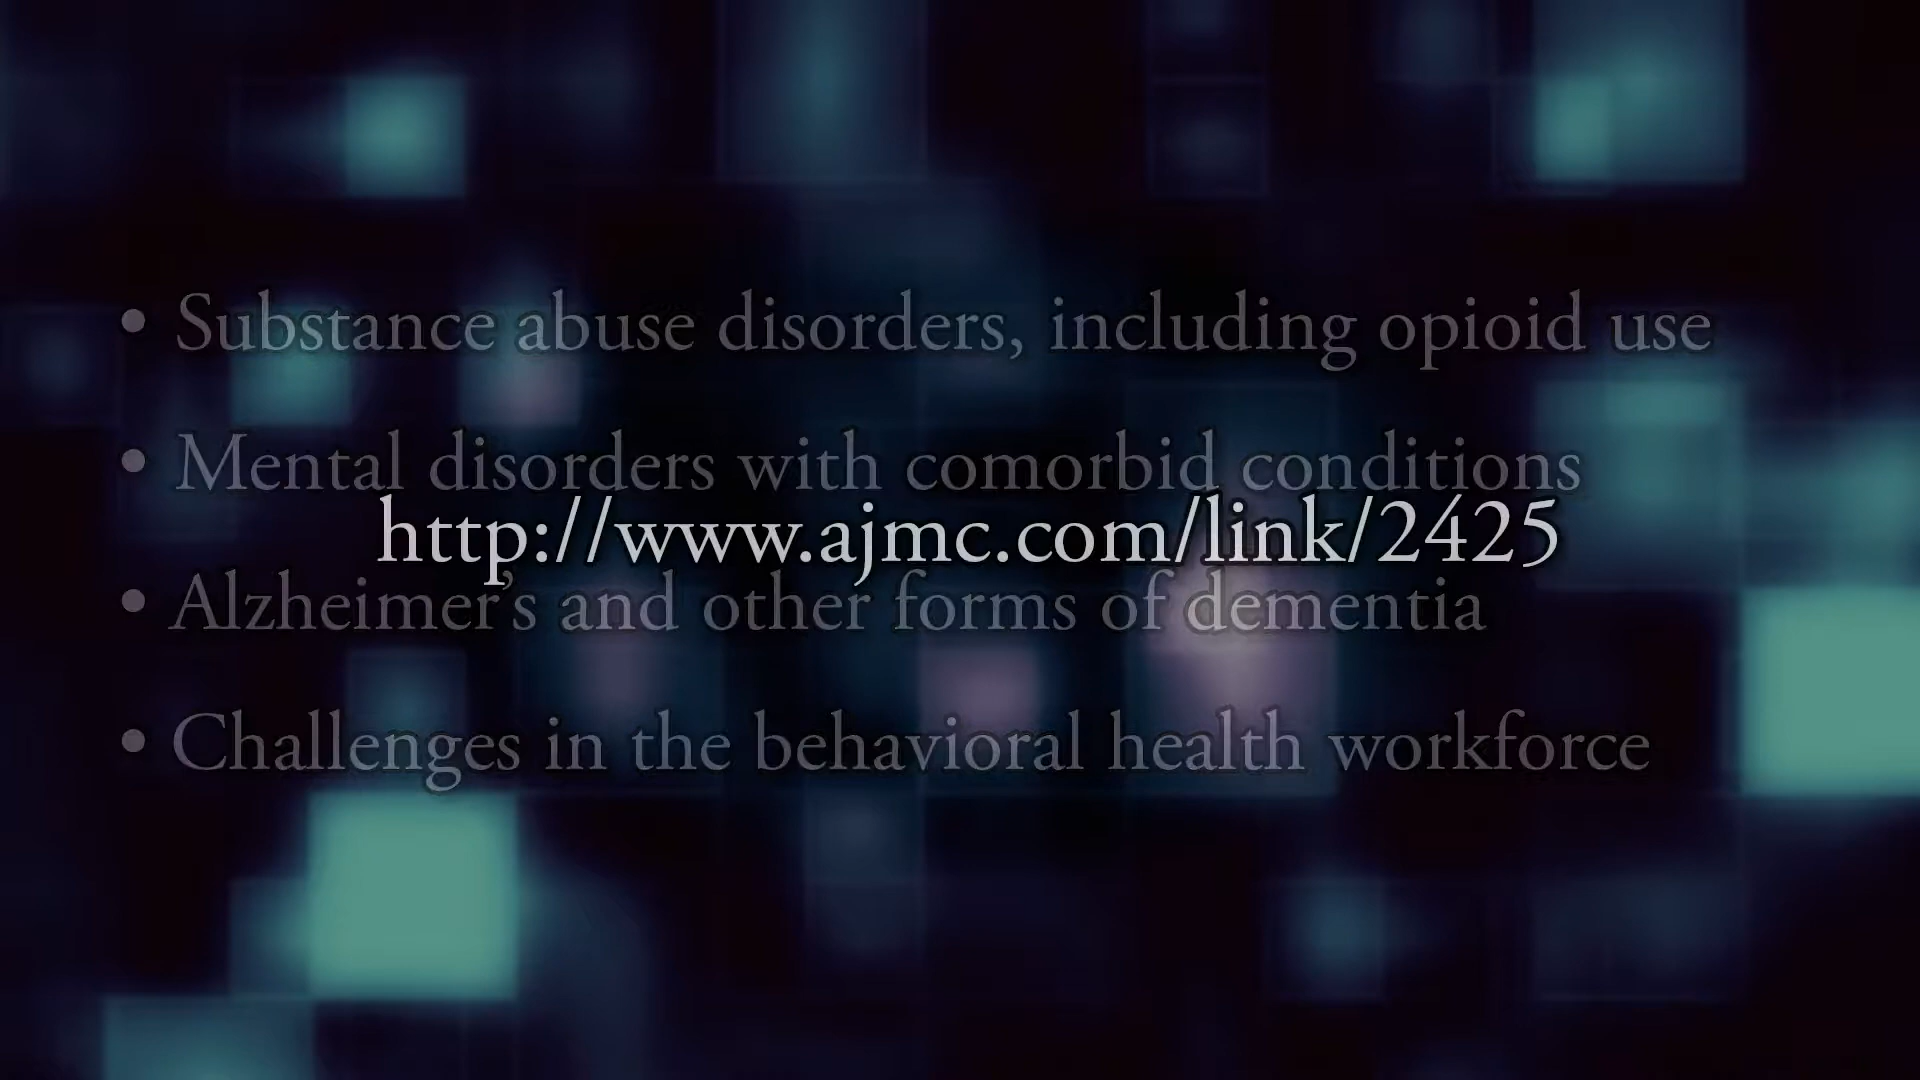 • Substance abuse disorders, including opioid use
• Mental disorders with comorbid conditions
http://www.ajmc.com/link/2425
• Alzheimer’s and other forms of dementia
• Challenges in the behavioral health workforce